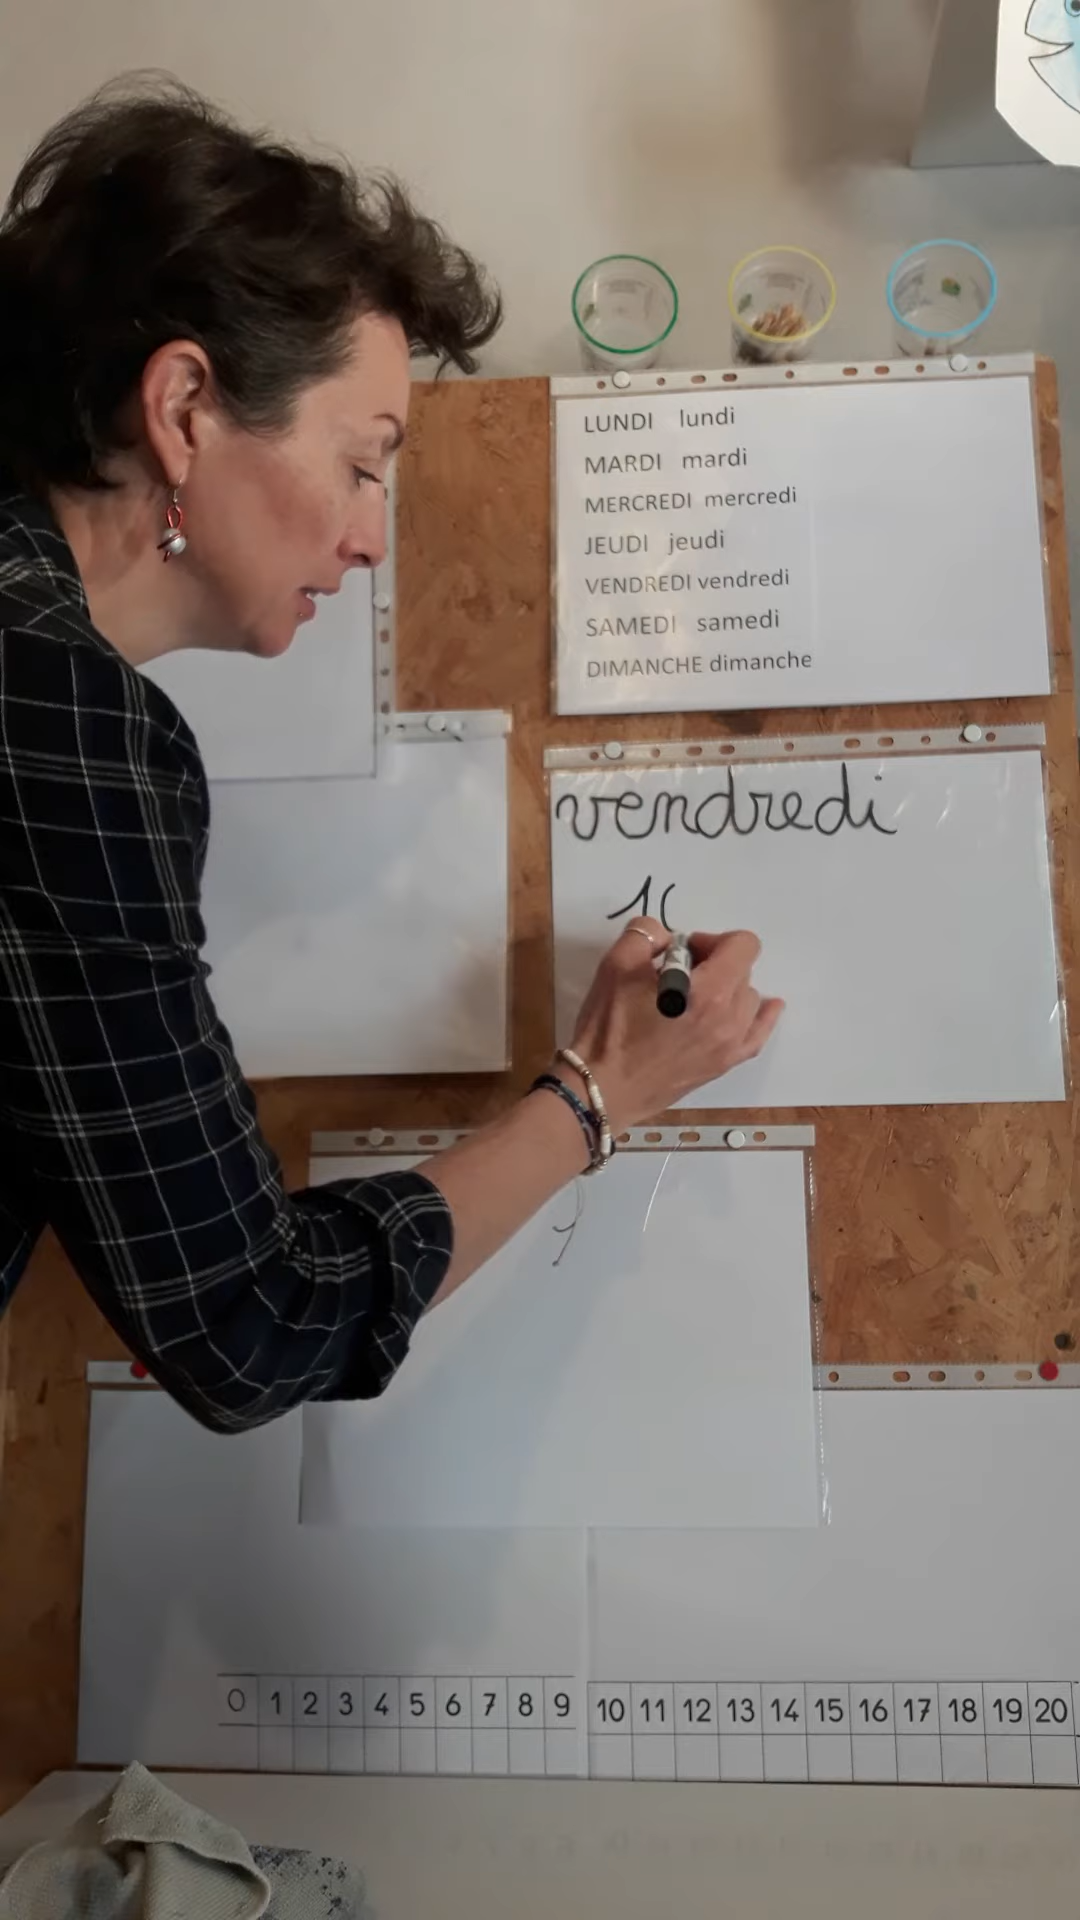 LUNDI lundi
MARDI mardi
MERCREDI mercredi
JEUDI jeudi
VENDREDI vendredi
SAMEDI samedi
DIMANCHE dimanche
vendredi
0 1 2 3 4 5 6 7 8 9 10 11 12 13 14 15 16 17 18 19 20